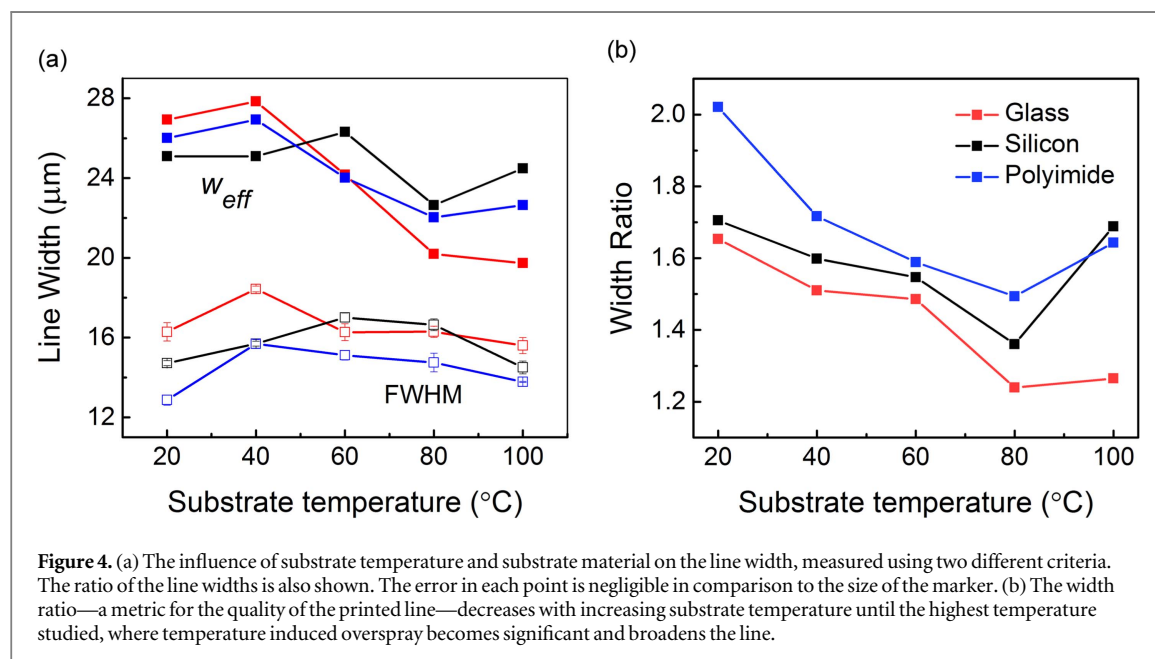 (a)
28
24
20
16
12
Line Width (μm)
w_eff
FWHM
20 40 60 80 100
Substrate temperature (°C)
(b)
2.0
1.8
1.6
1.4
1.2
Width Ratio
Glass
Silicon
Polyimide
20 40 60 80 100
Substrate temperature (°C)
Figure 4. (a) The influence of substrate temperature and substrate material on the line width, measured using two different criteria.
The ratio of the line widths is also shown. The error in each point is negligible in comparison to the size of the marker. (b) The width
ratio—a metric for the quality of the printed line—decreases with increasing substrate temperature until the highest temperature
studied, where temperature induced overspray becomes significant and broadens the line.